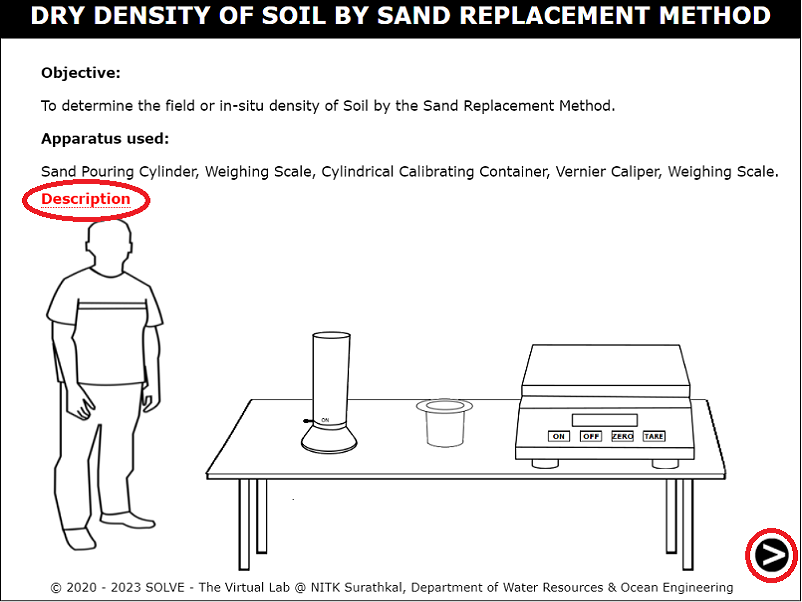 DRY DENSITY OF SOIL BY SAND REPLACEMENT METHOD
Objective:
To determine the field or in-situ density of Soil by the Sand Replacement Method.
Apparatus used:
Sand Pouring Cylinder, Weighing Scale, Cylindrical Calibrating Container, Vernier Caliper, Weighing Scale.
Description
ON
ON OFF ZERO TARE
© 2020 - 2023 SOLVE - The Virtual Lab @ NITK Surathkal, Department of Water Resources & Ocean Engineering